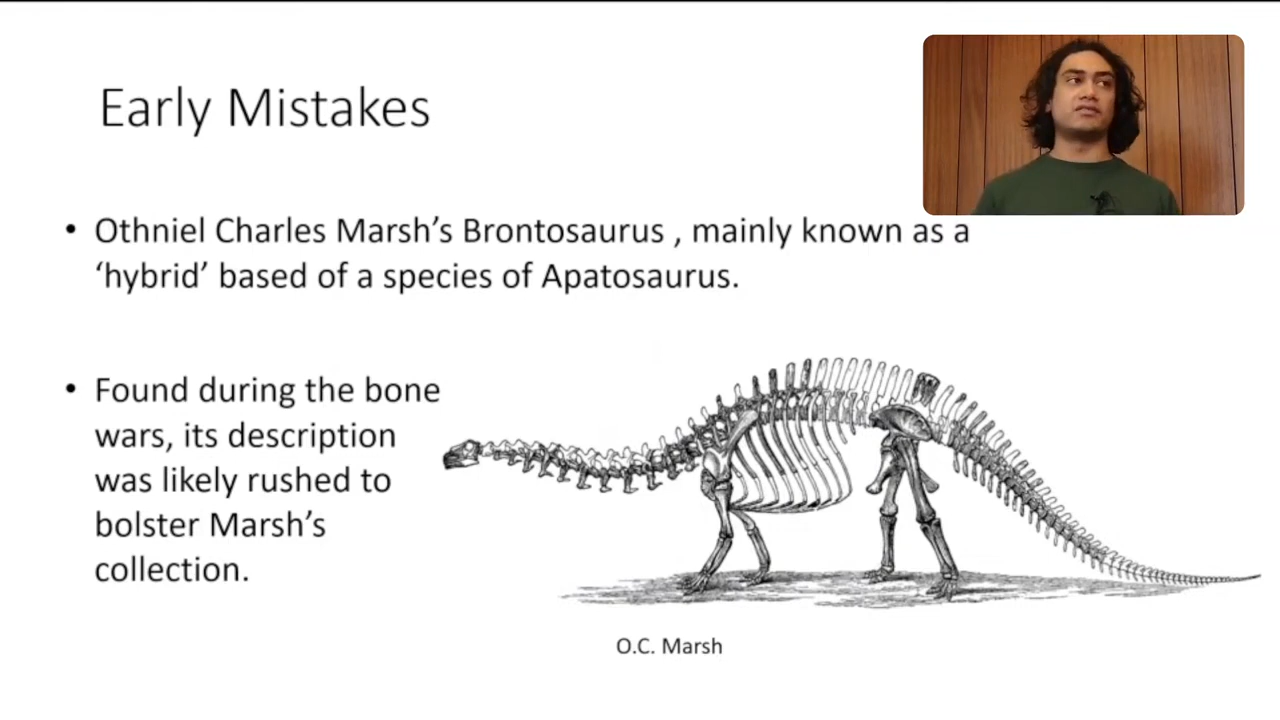 Early Mistakes
• Othniel Charles Marsh’s Brontosaurus , mainly known as a
‘hybrid’ based of a species of Apatosaurus.
• Found during the bone
wars, its description
was likely rushed to
bolster Marsh’s
collection.
O.C. Marsh